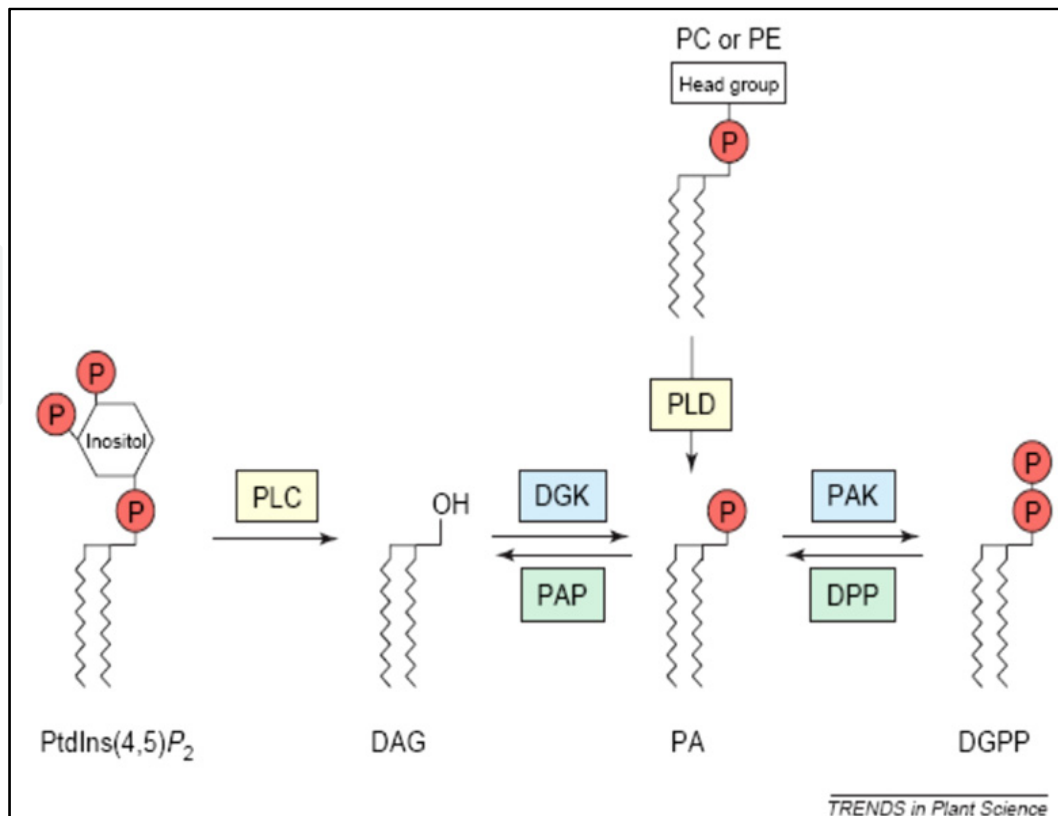 PC or PE
Head group
P
PLD
P
P
Inositol
P
PLC
OH
DGK
PAP
P
PAK
DPP
P
P
PtdIns(4,5)P₂
DAG
PA
DGPP
TRENDS in Plant Science